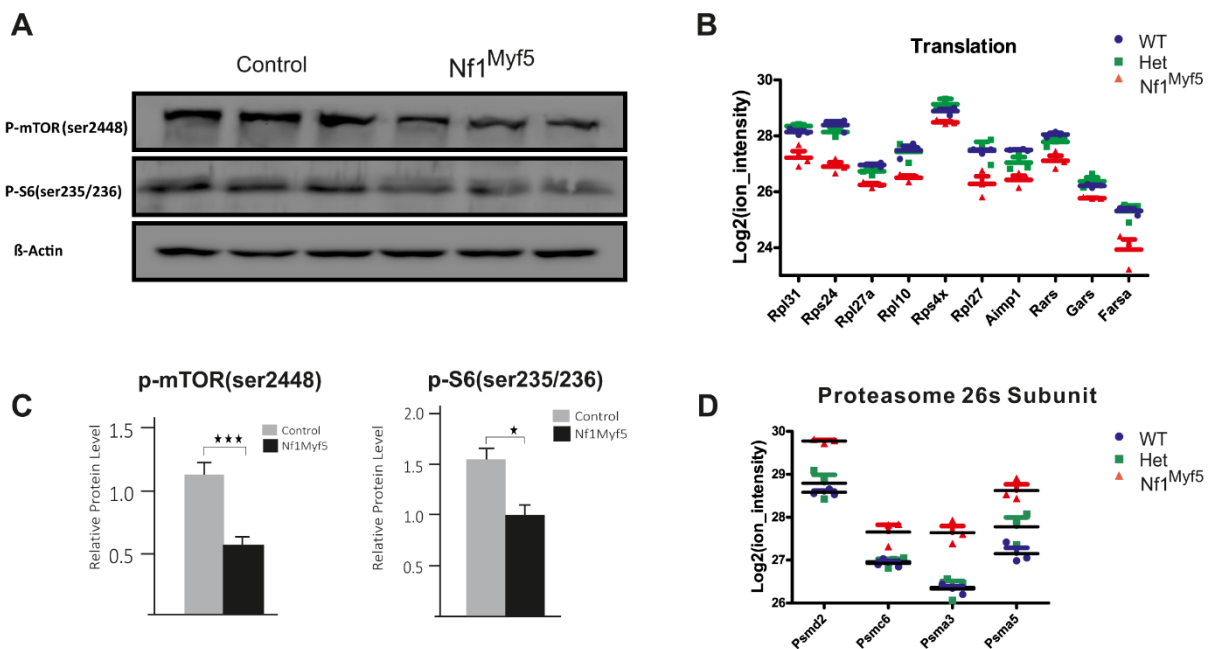 A
Control
Nf1Myf5
P-mTOR(ser2448)
P-S6(ser235/236)
ß-Actin
B
Translation
WT
Het
Nf1Myf5
Log2(ion_intensity)
30
28
26
24
Rpl31
Rps24
Rpl27a
Rpl10
Rps4x
Rpl27
Aimp1
Rars
Gars
Farsa
C
p-mTOR(ser2448)
Relative Protein Level
1.5
1.0
0.5
★★★
Control
Nf1Myf5
p-S6(ser235/236)
Relative Protein Level
2.0
1.5
1.0
0.5
★
Control
Nf1Myf5
D
Proteasome 26s Subunit
WT
Het
Nf1Myf5
Log2(ion_intensity)
30
29
28
27
26
Psmd2
Psmc6
Psma3
Psma5